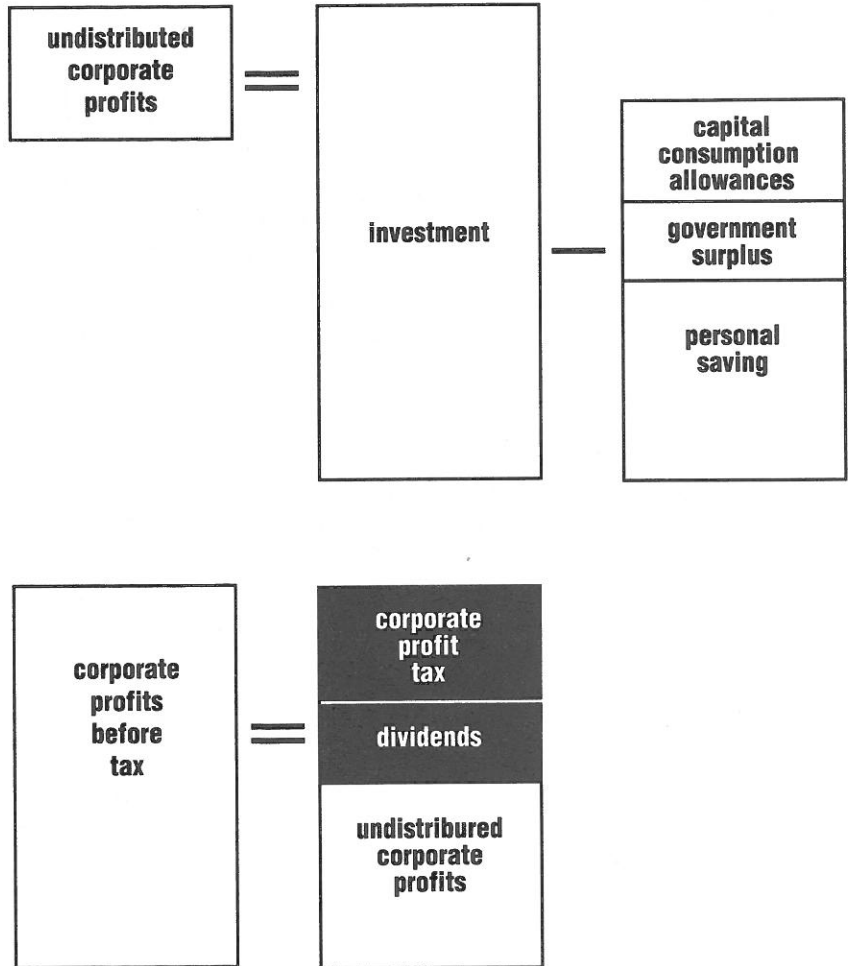 undistributed
corporate
profits
=
investment
—
capital
consumption
allowances
government
surplus
personal
saving
corporate
profits
before
tax
=
corporate
profit
tax
dividends
undistribured
corporate
profits